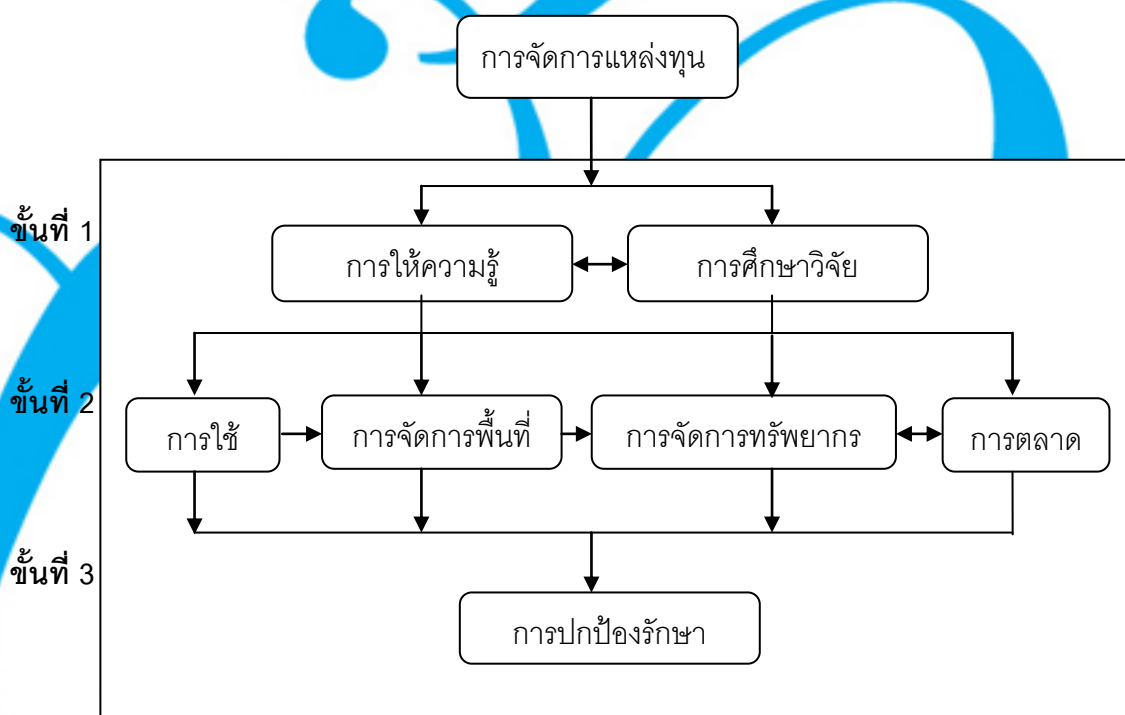 การจัดการแหล่งทุน
ขั้นที่ 1
การให้ความรู้
การศึกษาวิจัย
ขั้นที่ 2
การใช้
การจัดการพื้นที่
การจัดการทรัพยากร
การตลาด
ขั้นที่ 3
การปกป้องรักษา